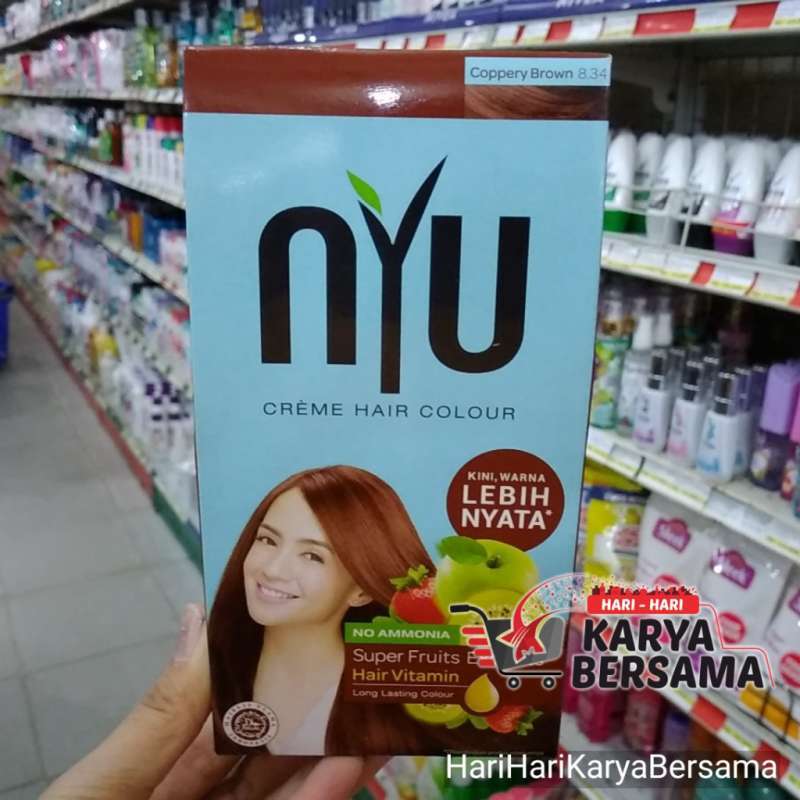 Coppery Brown 8.34
nYU
CRÈME HAIR COLOUR
KINI, WARNA
LEBIH
NYATA*
NO AMMONIA
Super Fruits
Hair Vitamin
Long Lasting Colour
HARI - HARI
KARYA
BERSAMA
HariHariKaryaBersama